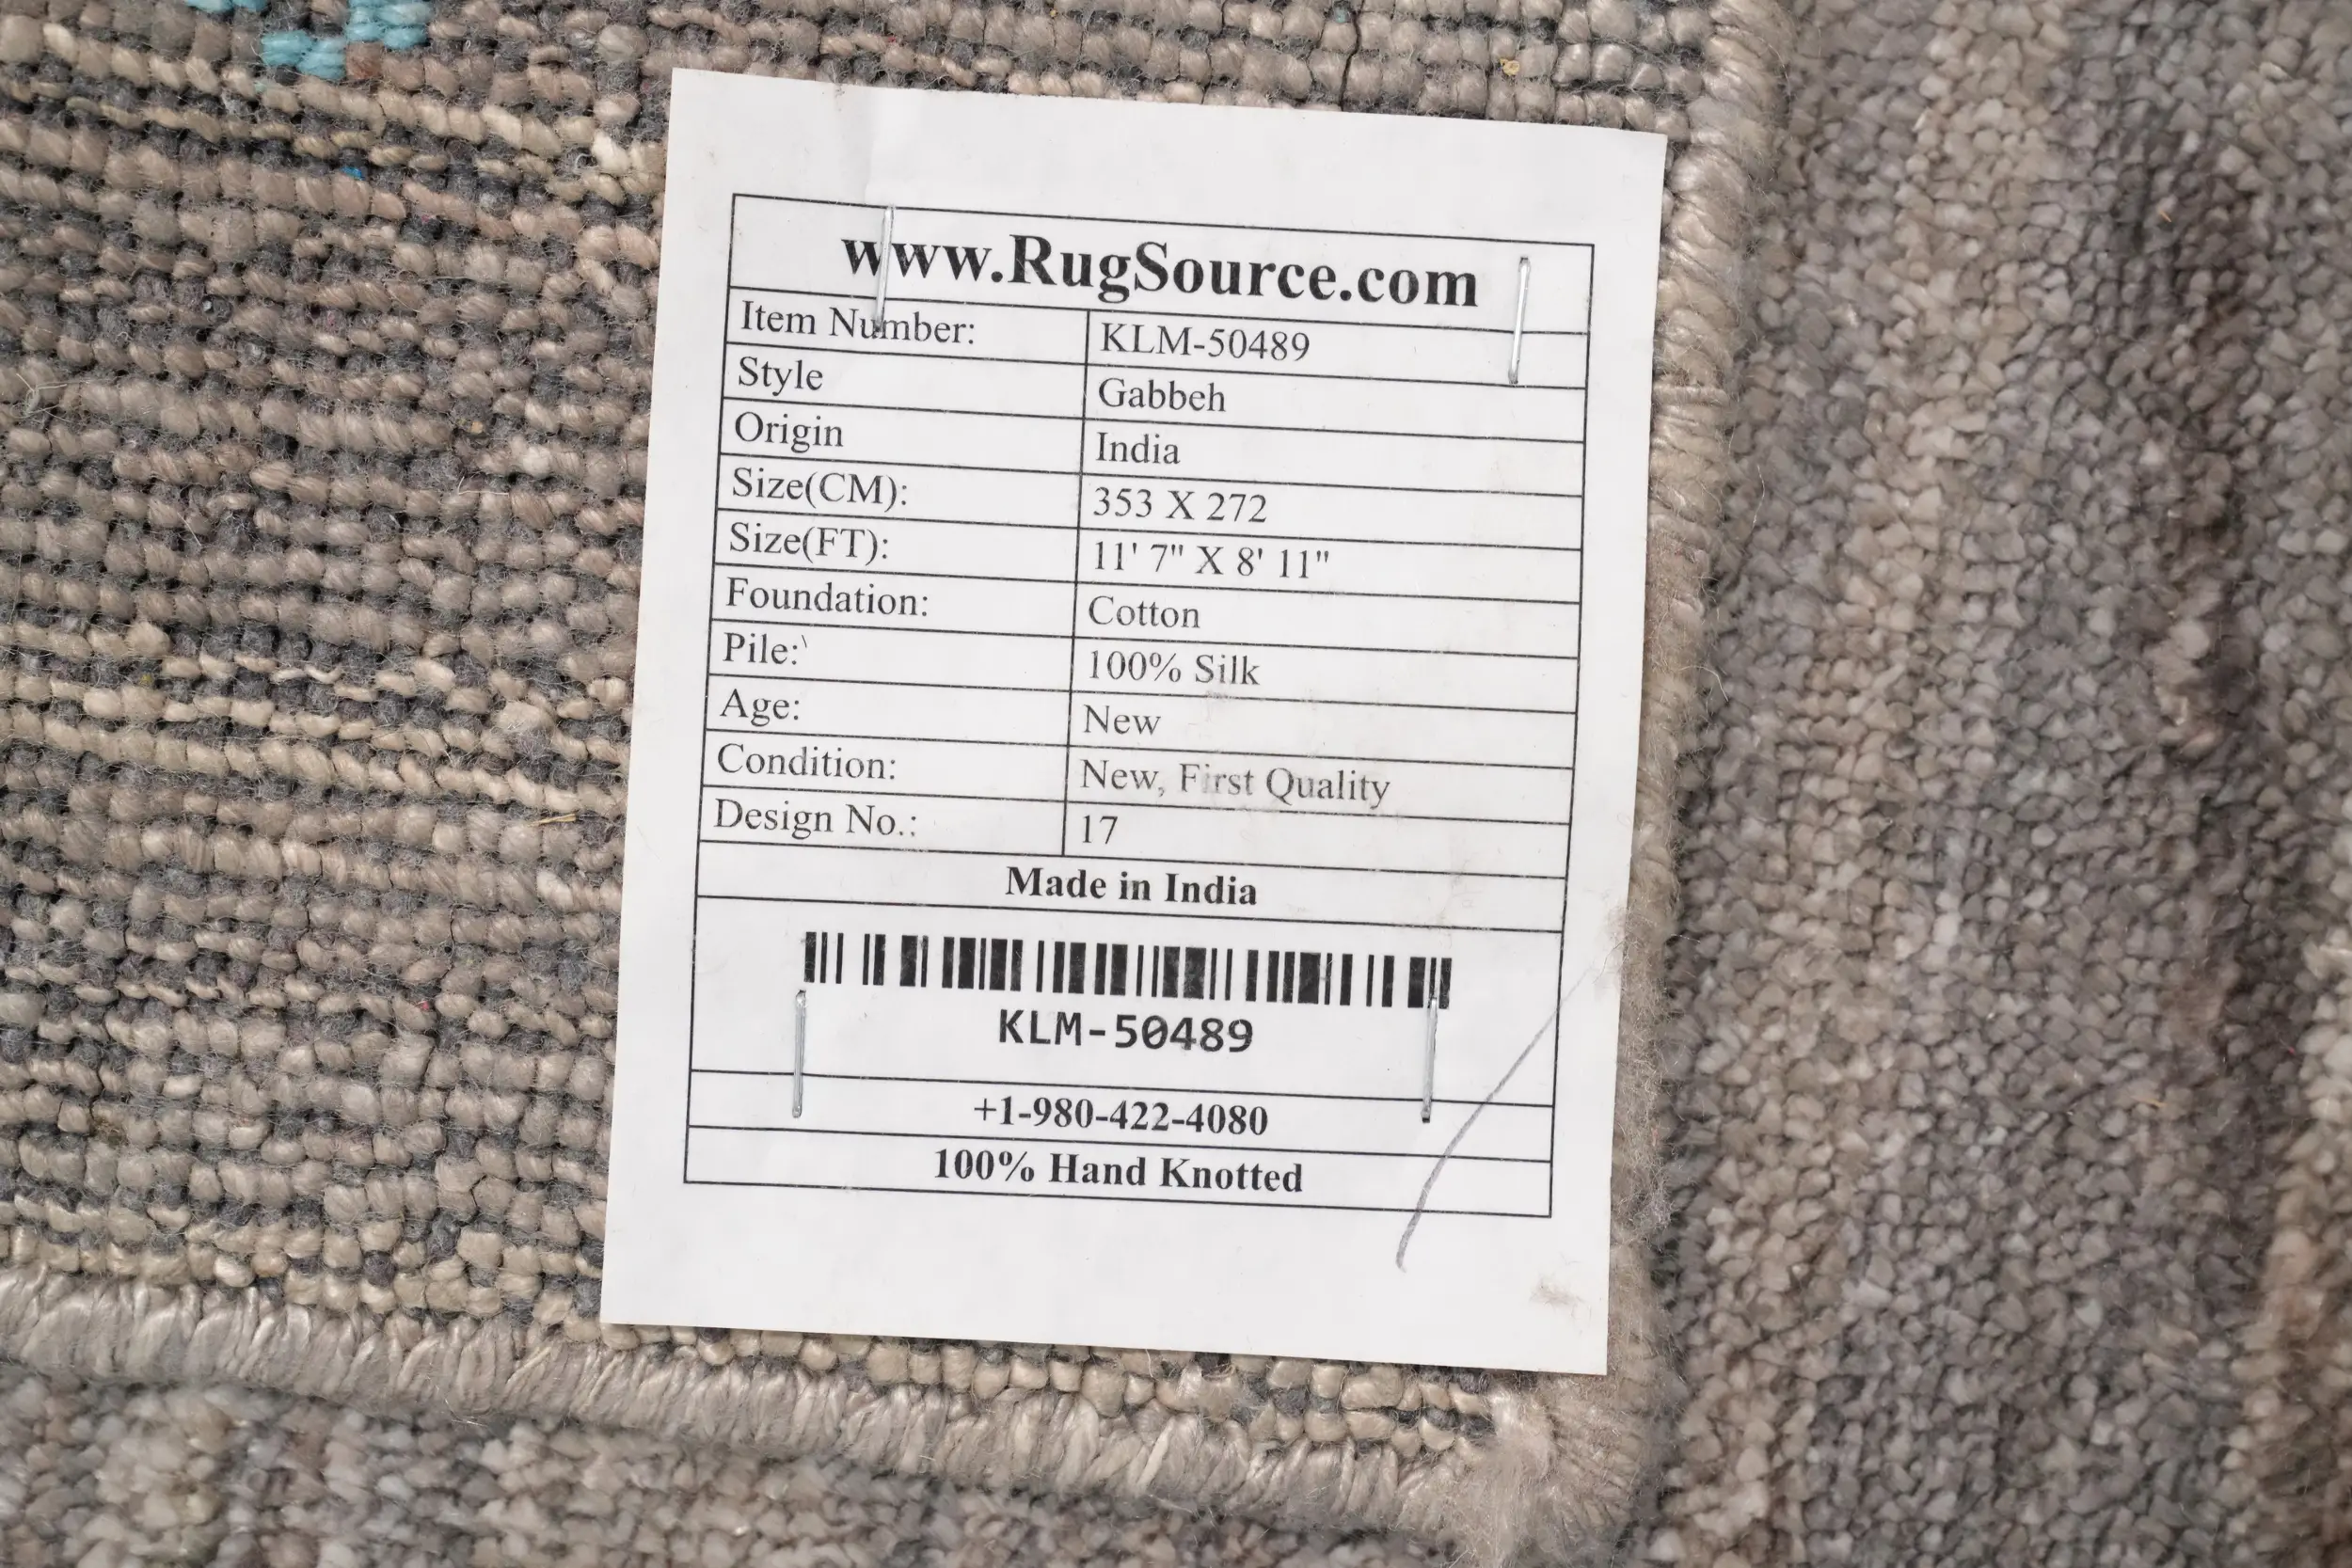 www.RugSource.com
Item Number: KLM-50489
Style Gabbeh
Origin India
Size(CM): 353 X 272
Size(FT): 11' 7" X 8' 11"
Foundation: Cotton
Pile: 100% Silk
Age: New
Condition: New, First Quality
Design No.: 17
Made in India
KLM-50489
+1-980-422-4080
100% Hand Knotted